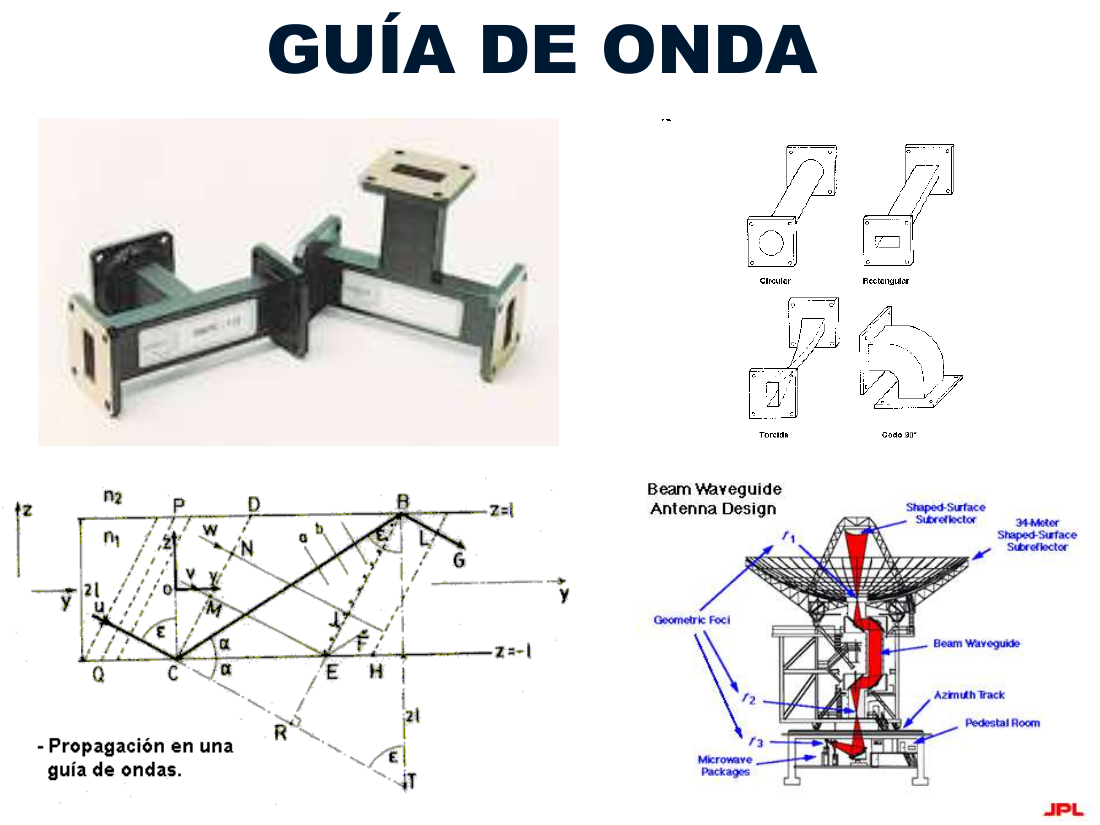 GUÍA DE ONDA
Circular
Rectangular
Torcida
Codo 90°
z
n2
P
D
B
z=l
n1
z
w
N
a
b
ε
L
G
y
2l
u
v
y
o
M
J
F
y
ε
α
α
z=-l
Q
C
E
H
R
2l
ε
T
- Propagación en una
guía de ondas.
Beam Waveguide
Antenna Design
Shaped-Surface
Subreflector
34-Meter
Shaped-Surface
Subreflector
f1
Geometric Foci
Beam Waveguide
f2
Azimuth Track
Pedestal Room
f3
Microwave
Packages
JPL